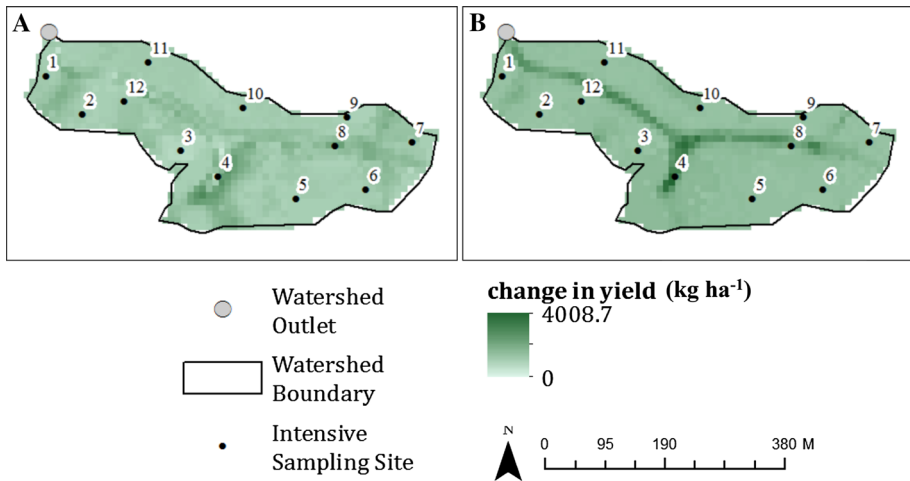 A
11
1
12
2
10
9
3
8
7
4
6
5
B
11
1
12
2
10
9
3
8
7
4
6
5
Watershed
Outlet
Watershed
Boundary
Intensive
Sampling Site
change in yield (kg ha-1)
4008.7
0
N
0 95 190 380 M